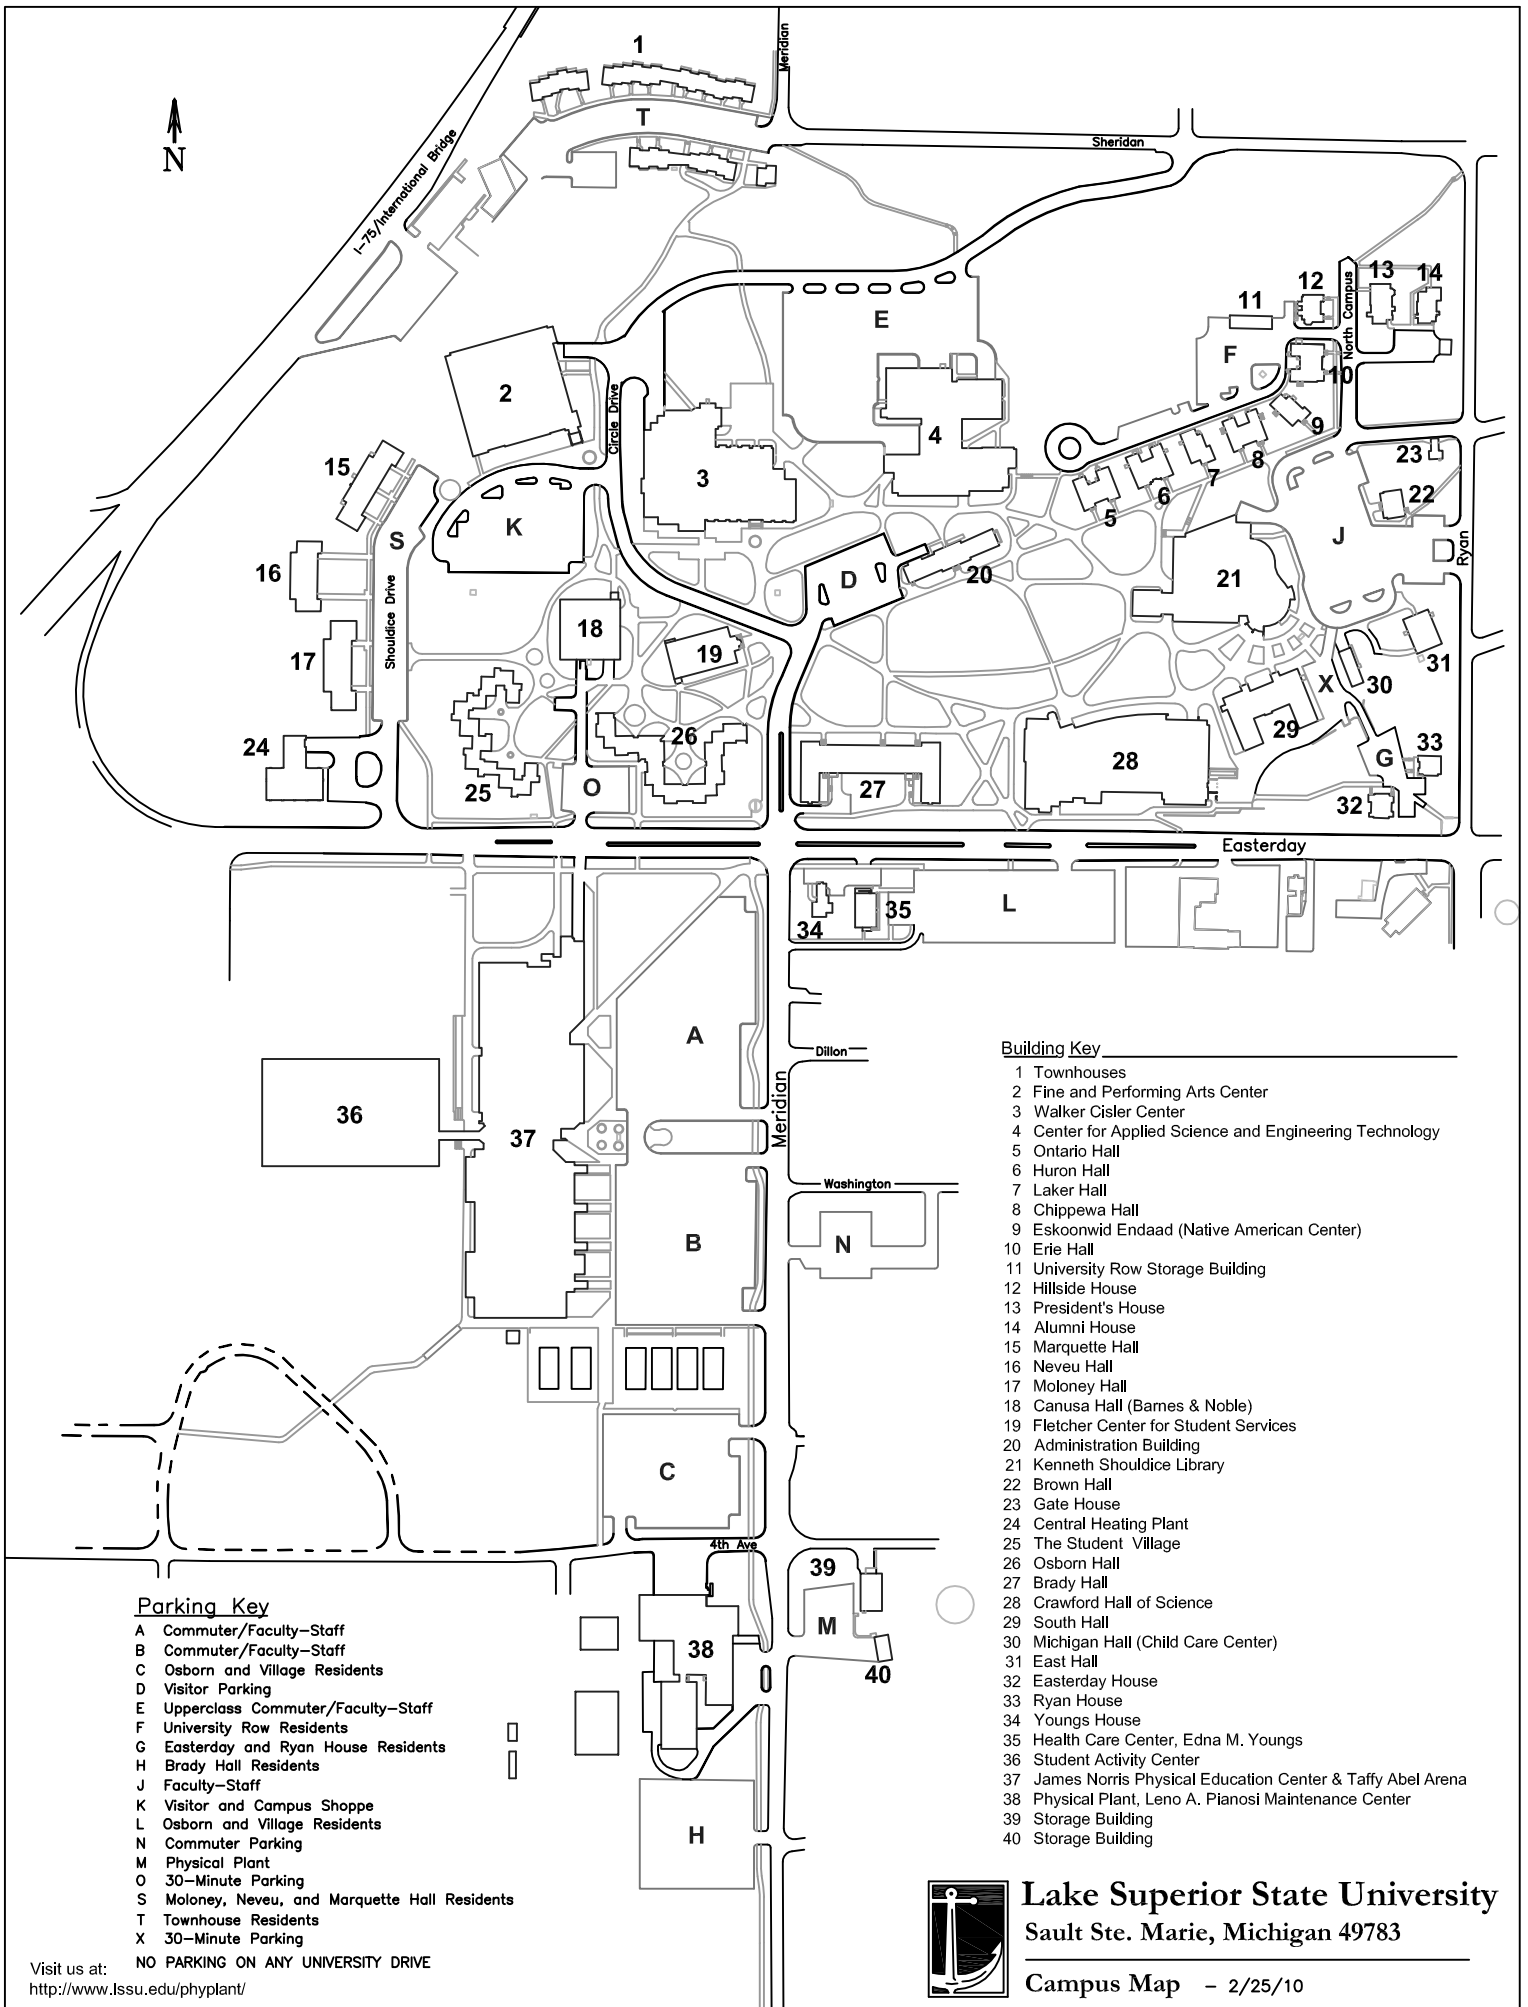 1
Meridian
T
N
Sheridan
I-75/International Bridge
E
11
12
13
14
North Campus
F
10
2
Circle Drive
9
4
8
23
15
3
7
22
6
5
K
S
J
Ryan
16
D
20
21
18
Shouldice Drive
17
19
31
30
X
26
29
24
28
33
G
25
O
27
32
Easterday
34
35
L
A
Dillon
Meridian
36
37
Washington
B
N
C
4th Ave
39
M
38
40
H
Building Key
1 Townhouses
2 Fine and Performing Arts Center
3 Walker Cisler Center
4 Center for Applied Science and Engineering Technology
5 Ontario Hall
6 Huron Hall
7 Laker Hall
8 Chippewa Hall
9 Eskoonwid Endaad (Native American Center)
10 Erie Hall
11 University Row Storage Building
12 Hillside House
13 President's House
14 Alumni House
15 Marquette Hall
16 Neveu Hall
17 Moloney Hall
18 Canusa Hall (Barnes & Noble)
19 Fletcher Center for Student Services
20 Administration Building
21 Kenneth Shouldice Library
22 Brown Hall
23 Gate House
24 Central Heating Plant
25 The Student Village
26 Osborn Hall
27 Brady Hall
28 Crawford Hall of Science
29 South Hall
30 Michigan Hall (Child Care Center)
31 East Hall
32 Easterday House
33 Ryan House
34 Youngs House
35 Health Care Center, Edna M. Youngs
36 Student Activity Center
37 James Norris Physical Education Center & Taffy Abel Arena
38 Physical Plant, Leno A. Pianosi Maintenance Center
39 Storage Building
40 Storage Building
Parking Key
A Commuter/Faculty-Staff
B Commuter/Faculty-Staff
C Osborn and Village Residents
D Visitor Parking
E Upperclass Commuter/Faculty-Staff
F University Row Residents
G Easterday and Ryan House Residents
H Brady Hall Residents
J Faculty-Staff
K Visitor and Campus Shoppe
L Osborn and Village Residents
N Commuter Parking
M Physical Plant
O 30-Minute Parking
S Moloney, Neveu, and Marquette Hall Residents
T Townhouse Residents
X 30-Minute Parking
NO PARKING ON ANY UNIVERSITY DRIVE
Visit us at:
http://www.lssu.edu/phyplant/
Lake Superior State University
Sault Ste. Marie, Michigan 49783
Campus Map - 2/25/10